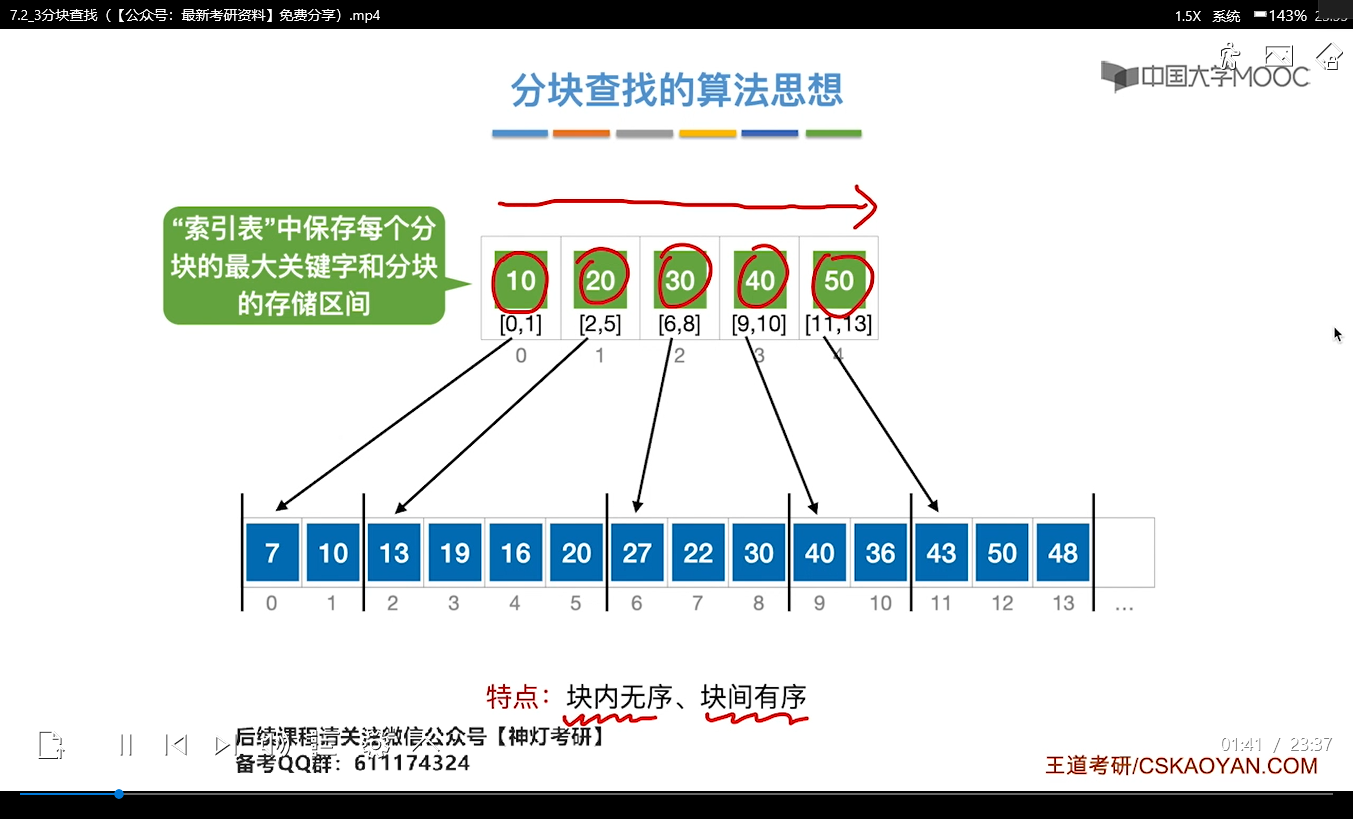 7.2_3分块查找（【公众号：最新考研资料】免费分享）.mp4
1.5X 系统 143%
中国大学MOOC
分块查找的算法思想
“索引表”中保存每个分
块的最大关键字和分块
的存储区间
10 20 30 40 50
[0,1] [2,5] [6,8] [9,10] [11,13]
0 1 2 3 4
7 10 13 19 16 20 27 22 30 40 36 43 50 48
0 1 2 3 4 5 6 7 8 9 10 11 12 13 …
特点：块内无序、块间有序
后续课程请关注微信公众号【神灯考研】
备考QQ群：611174324
01:41 / 23:37
王道考研/CSKAOYAN.COM